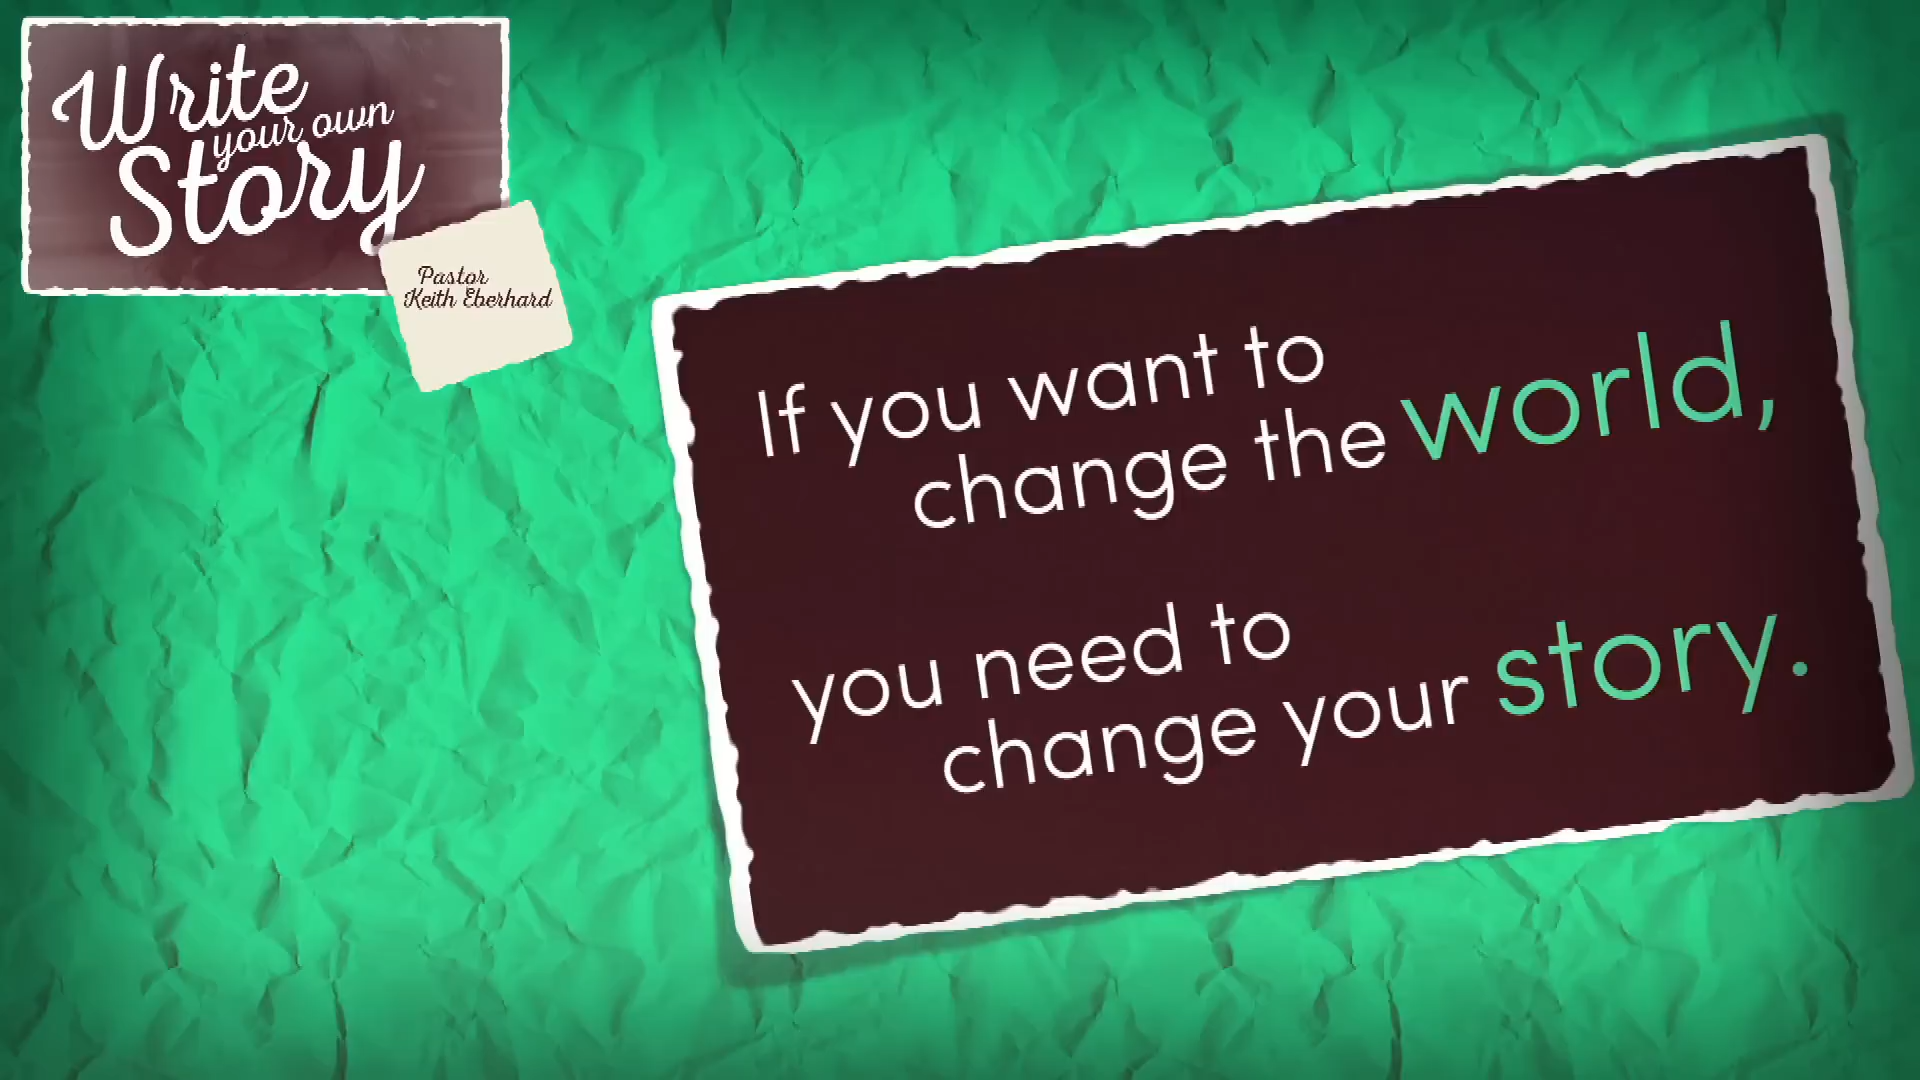 Write
your own
Story
Pastor
Keith Eberhard
If you want to
change the world,
you need to
change your story.